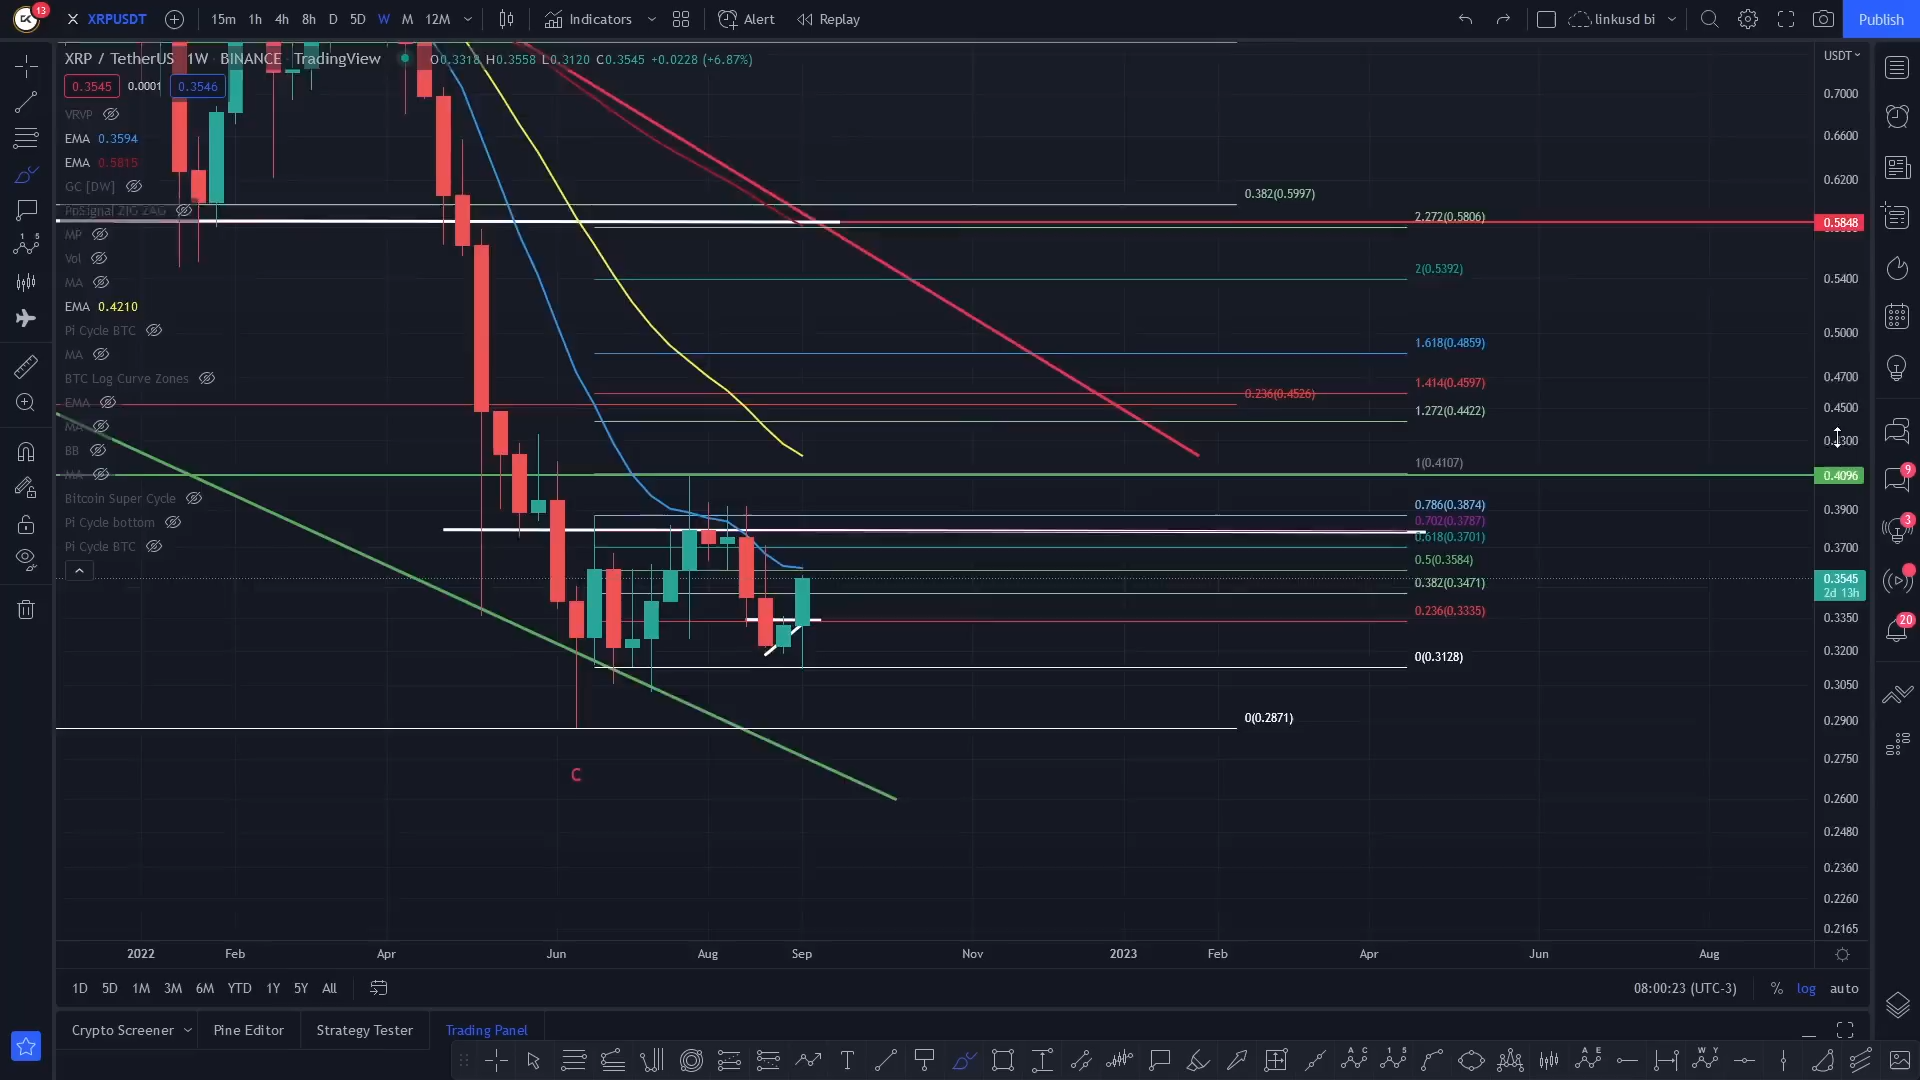 13
XRPUSDT
15m 1h 4h 8h D 5D W M 12M
Indicators
Alert
Replay
linkusd bi
Publish
XRP / TetherUS 1W BINANCE TradingView
O0.3318 H0.3558 L0.3120 C0.3545 +0.0228 (+6.87%)
0.3545 0.0001 0.3546
VRVP
EMA 0.3594
EMA 0.5815
GC [DW]
MP
Vol
MA
EMA 0.4210
Pi Cycle BTC
MA
BTC Log Curve Zones
EMA
MA
BB
MA
Bitcoin Super Cycle
Pi Cycle bottom
Pi Cycle BTC
0.382(0.5997)
2.272(0.5806)
2(0.5392)
1.618(0.4859)
1.414(0.4597)
0.236(0.4526)
1.272(0.4422)
1(0.4107)
0.786(0.3874)
0.702(0.3787)
0.618(0.3701)
0.5(0.3584)
0.382(0.3471)
0.236(0.3335)
0(0.3128)
0(0.2871)
C
USDT
0.7000
0.6600
0.6200
0.5848
0.5400
0.5000
0.4700
0.4500
0.4300
0.4096
0.3900
0.3700
0.3545
2d 13h
0.3350
0.3200
0.3050
0.2900
0.2750
0.2600
0.2480
0.2360
0.2260
0.2165
9
3
20
2022 Feb Apr Jun Aug Sep Nov 2023 Feb Apr Jun Aug
1D 5D 1M 3M 6M YTD 1Y 5Y All
08:00:23 (UTC-3) % log auto
Crypto Screener Pine Editor Strategy Tester Trading Panel